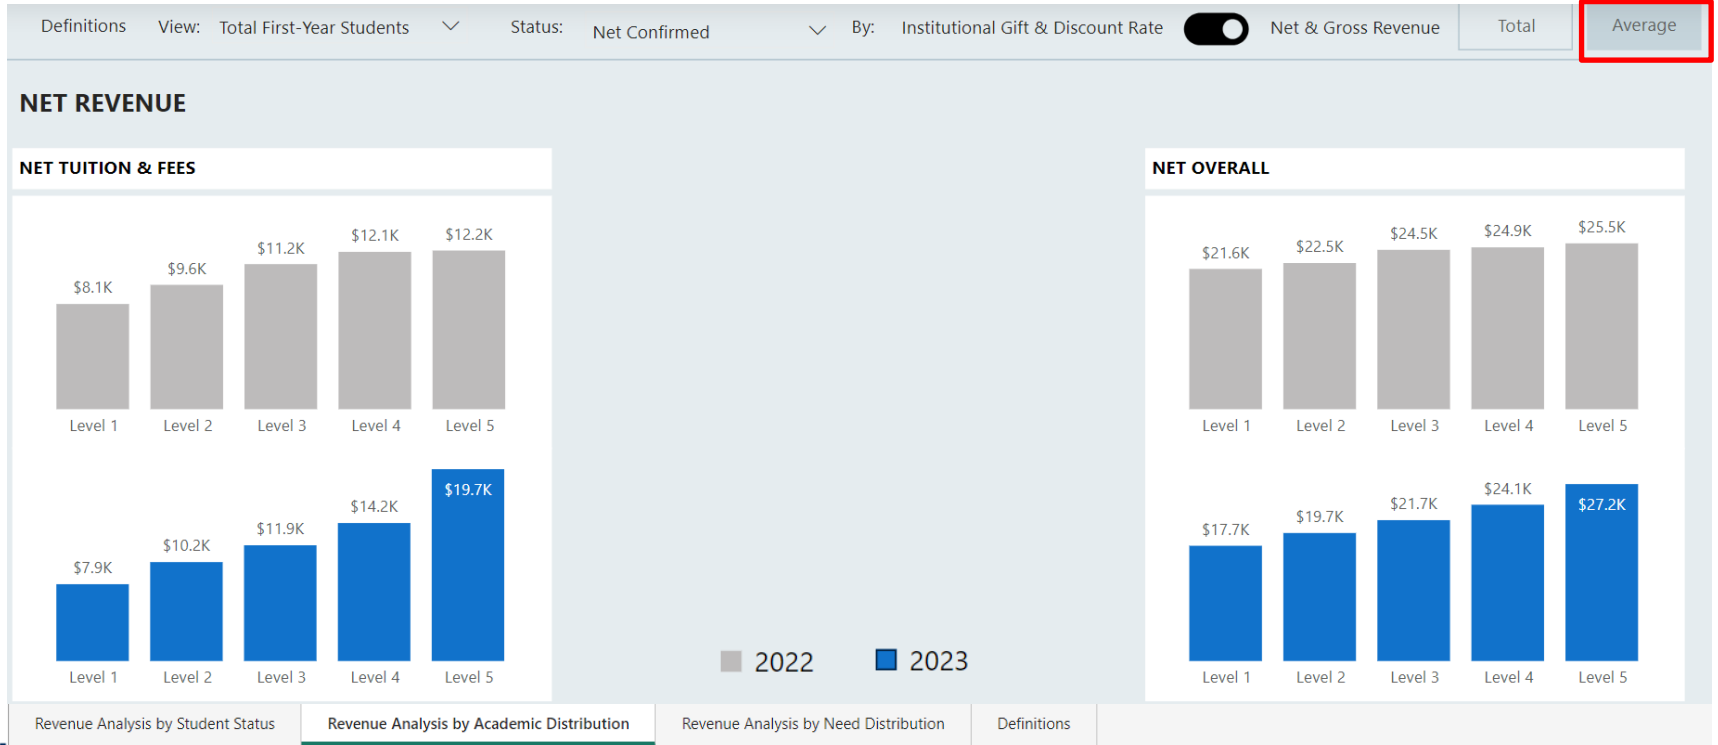 Definitions View: Total First-Year Students Status: Net Confirmed By: Institutional Gift & Discount Rate Net & Gross Revenue Total Average
NET REVENUE
NET TUITION & FEES
$8.1K $9.6K $11.2K $12.1K $12.2K
Level 1 Level 2 Level 3 Level 4 Level 5
$7.9K $10.2K $11.9K $14.2K $19.7K
Level 1 Level 2 Level 3 Level 4 Level 5
NET OVERALL
$21.6K $22.5K $24.5K $24.9K $25.5K
Level 1 Level 2 Level 3 Level 4 Level 5
$17.7K $19.7K $21.7K $24.1K $27.2K
Level 1 Level 2 Level 3 Level 4 Level 5
2022 2023
Revenue Analysis by Student Status Revenue Analysis by Academic Distribution Revenue Analysis by Need Distribution Definitions